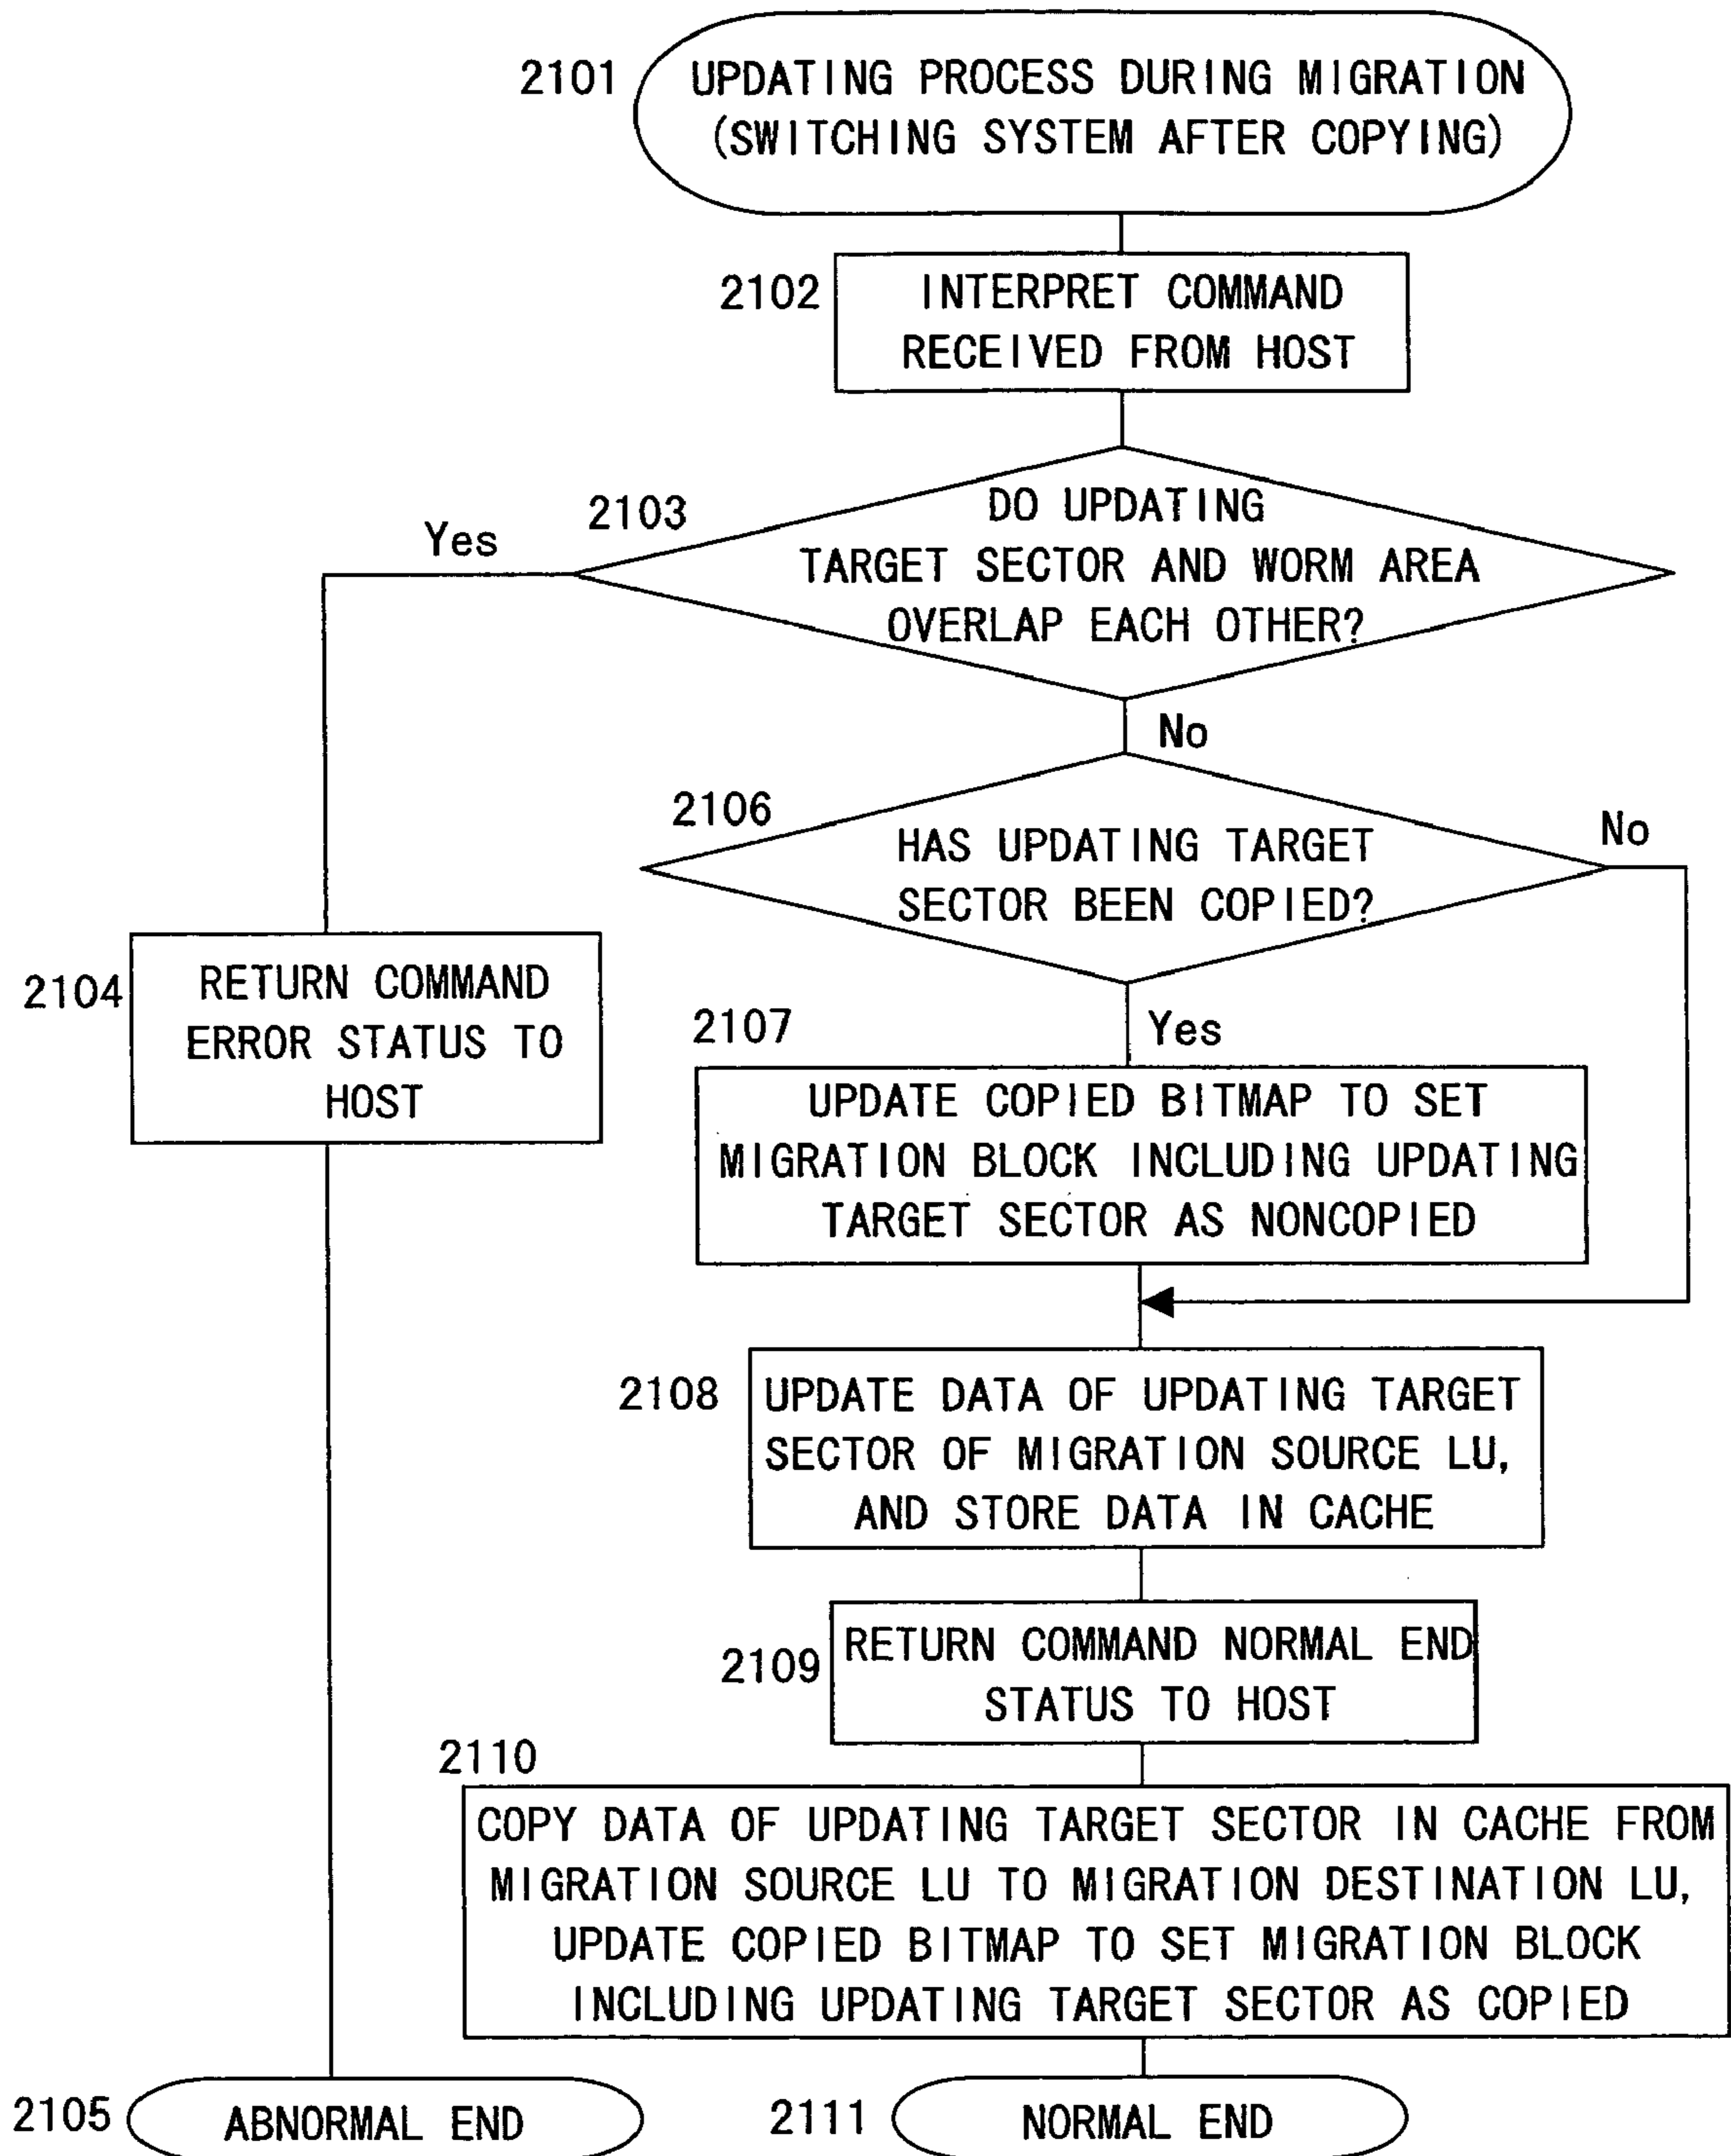 2101
UPDATING PROCESS DURING MIGRATION
(SWITCHING SYSTEM AFTER COPYING)
2102
INTERPRET COMMAND
RECEIVED FROM HOST
2103
Yes
DO UPDATING
TARGET SECTOR AND WORM AREA
OVERLAP EACH OTHER?
No
2106
No
HAS UPDATING TARGET
SECTOR BEEN COPIED?
2104
RETURN COMMAND
ERROR STATUS TO
HOST
2107
Yes
UPDATE COPIED BITMAP TO SET
MIGRATION BLOCK INCLUDING UPDATING
TARGET SECTOR AS NONCOPIED
2108
UPDATE DATA OF UPDATING TARGET
SECTOR OF MIGRATION SOURCE LU,
AND STORE DATA IN CACHE
2109
RETURN COMMAND NORMAL END
STATUS TO HOST
2110
COPY DATA OF UPDATING TARGET SECTOR IN CACHE FROM
MIGRATION SOURCE LU TO MIGRATION DESTINATION LU,
UPDATE COPIED BITMAP TO SET MIGRATION BLOCK
INCLUDING UPDATING TARGET SECTOR AS COPIED
2105
ABNORMAL END
2111
NORMAL END